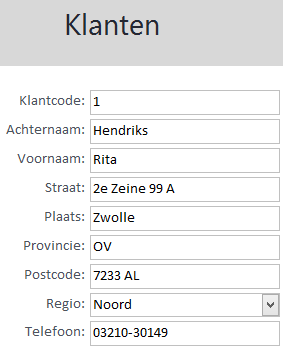 Klanten
Klantcode: 1
Achternaam: Hendriks
Voornaam: Rita
Straat: 2e Zeine 99 A
Plaats: Zwolle
Provincie: OV
Postcode: 7233 AL
Regio: Noord
Telefoon: 03210-30149